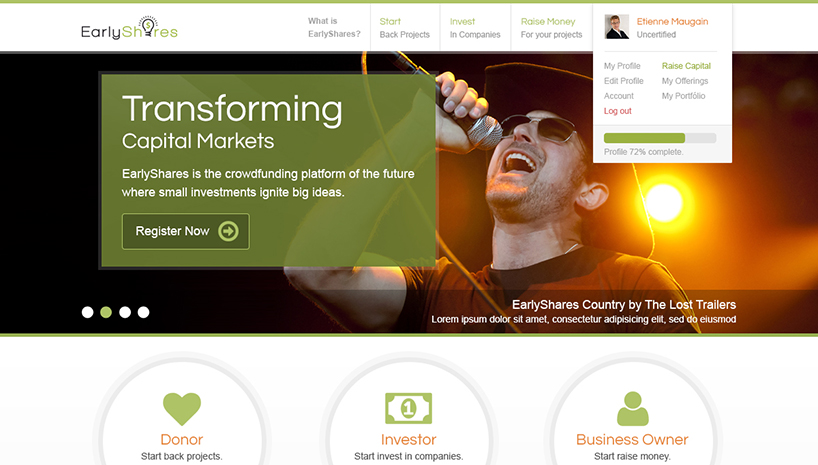 EarlyShares
What is
EarlyShares?
Start
Back Projects
Invest
In Companies
Raise Money
For your projects
Etienne Maugain
Uncertified
My Profile
Raise Capital
Edit Profile
My Offerings
Account
My Portfólio
Log out
Profile 72% complete.
Transforming
Capital Markets
EarlyShares is the crowdfunding platform of the future
where small investments ignite big ideas.
Register Now
EarlyShares Country by The Lost Trailers
Lorem ipsum dolor sit amet, consectetur adipisicing elit, sed do eiusmod
1
Donor
Start back projects.
Investor
Start invest in companies.
Business Owner
Start raise money.